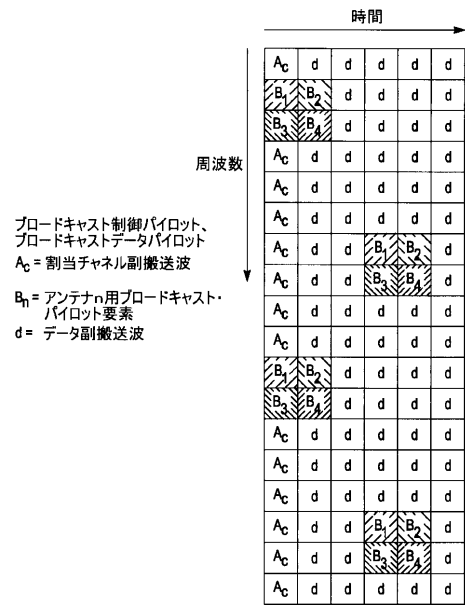 時間
周波数
ブロードキャスト制御パイロット、
ブロードキャストデータパイロット
Ac = 割当チャネル副搬送波
Bn = アンテナn用ブロードキャスト・
パイロット要素
d = データ副搬送波
Ac d d d d d
B1 B2 d d d d
B3 B4 d d d d
Ac d d d d d
Ac d d d d d
Ac d d d d d
Ac d d B1 B2 d
Ac d d B3 B4 d
Ac d d d d d
Ac d d d d d
B1 B2 d d d d
B3 B4 d d d d
Ac d d d d d
Ac d d d d d
Ac d d d d d
Ac d d B1 B2 d
Ac d d B3 B4 d
Ac d d d d d